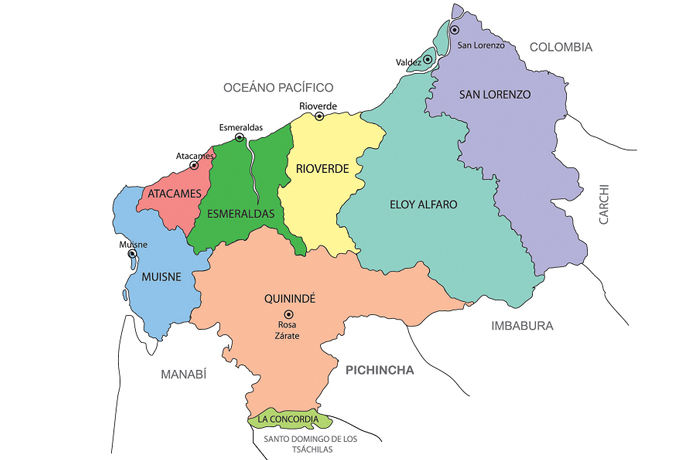 San Lorenzo
COLOMBIA
Valdez
OCEÁNO PACÍFICO
SAN LORENZO
Rioverde
Esmeraldas
Atacames
RIOVERDE
ATACAMES
ELOY ALFARO
CARCHI
ESMERALDAS
Muisne
MUISNE
QUININDÉ
Rosa
Zárate
IMBABURA
MANABÍ
PICHINCHA
LA CONCORDIA
SANTO DOMINGO DE LOS
TSÁCHILAS